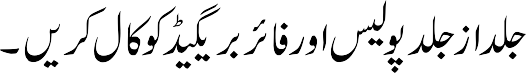 جلد از جلد پولیس اور فائر بریگیڈ کو کال کریں۔